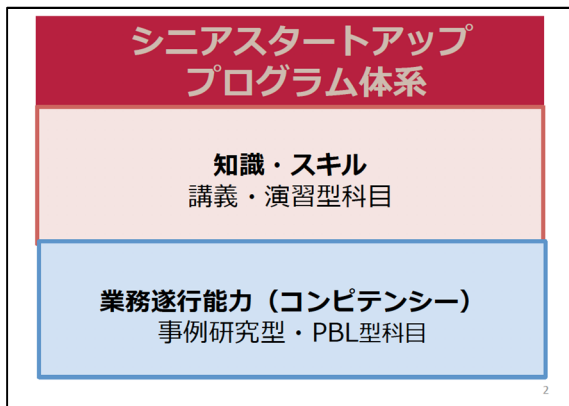 シニアスタートアップ
プログラム体系
知識・スキル
講義・演習型科目
業務遂行能力（コンピテンシー）
事例研究型・PBL型科目
2